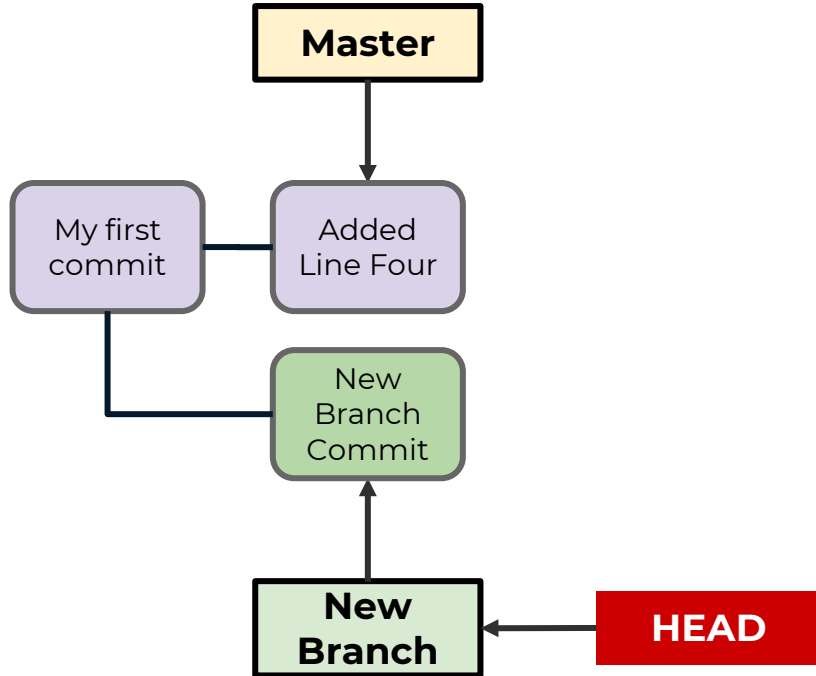 Master
My first
commit
Added
Line Four
New
Branch
Commit
New
Branch
HEAD